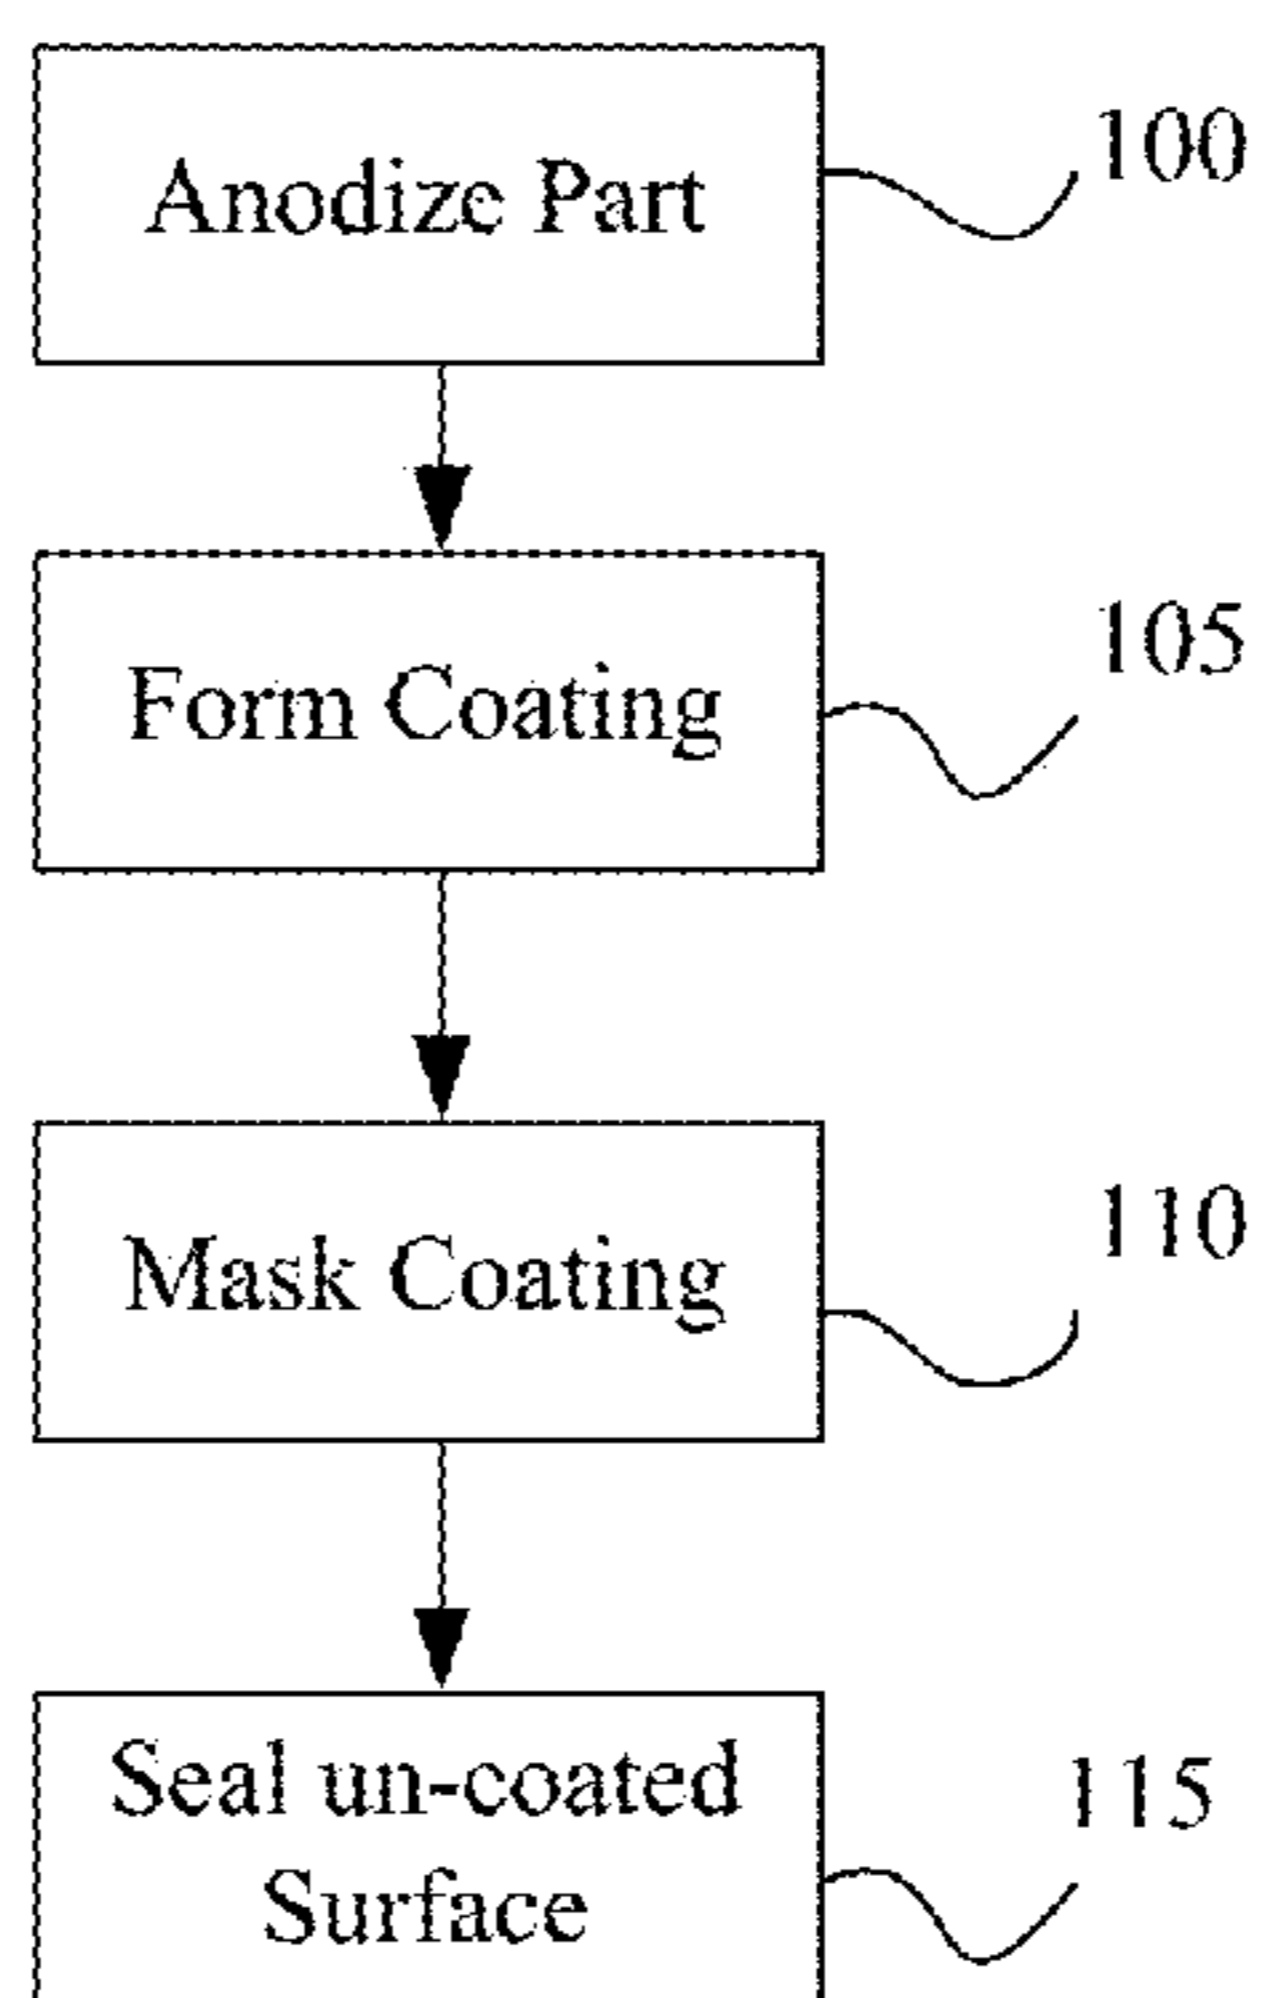 Anodize Part
100
Form Coating
105
Mask Coating
110
Seal un-coated
Surface
115